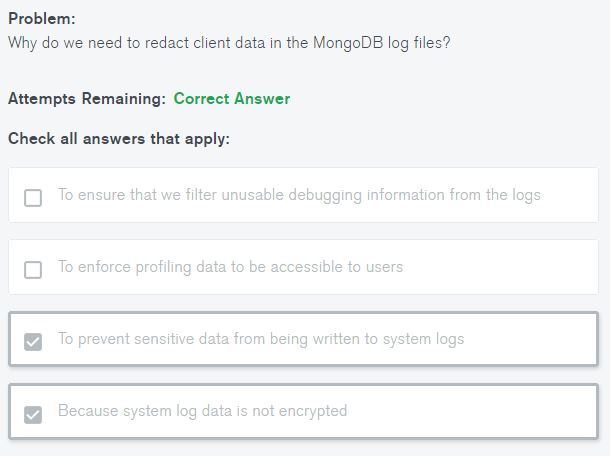 Problem:
Why do we need to redact client data in the MongoDB log files?
Attempts Remaining: Correct Answer
Check all answers that apply:
To ensure that we filter unusable debugging information from the logs
To enforce profiling data to be accessible to users
To prevent sensitive data from being written to system logs
Because system log data is not encrypted